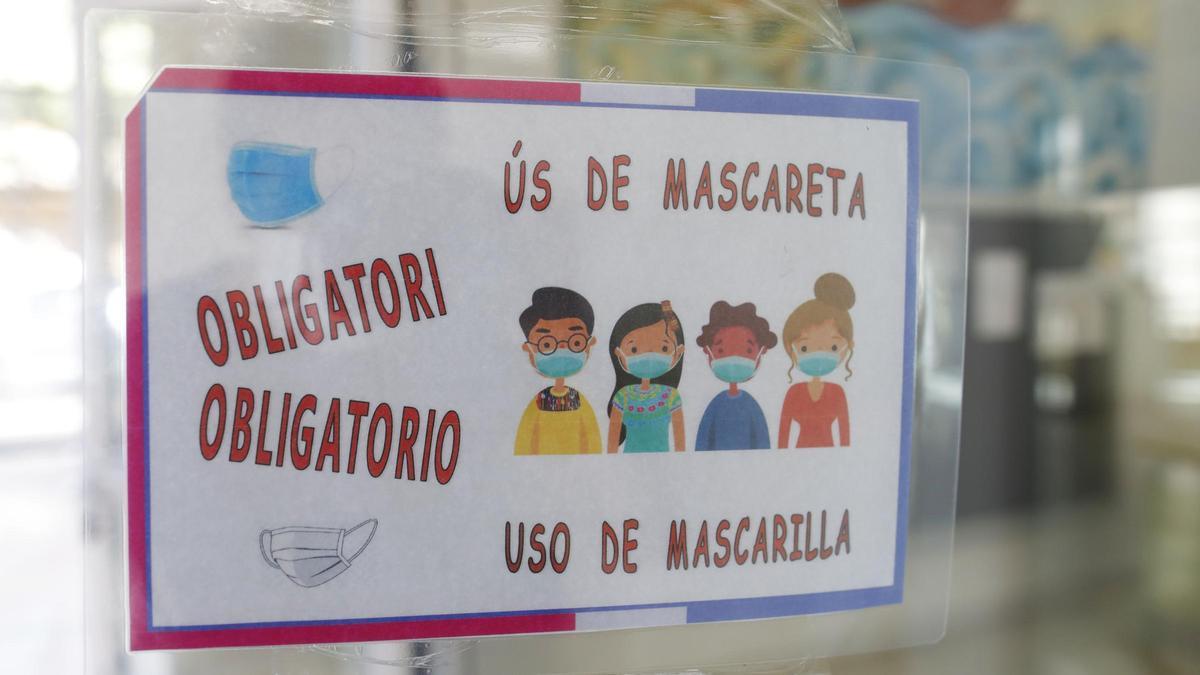 ÚS DE MASCARETA
OBLIGATORI
OBLIGATORIO
USO DE MASCARILLA